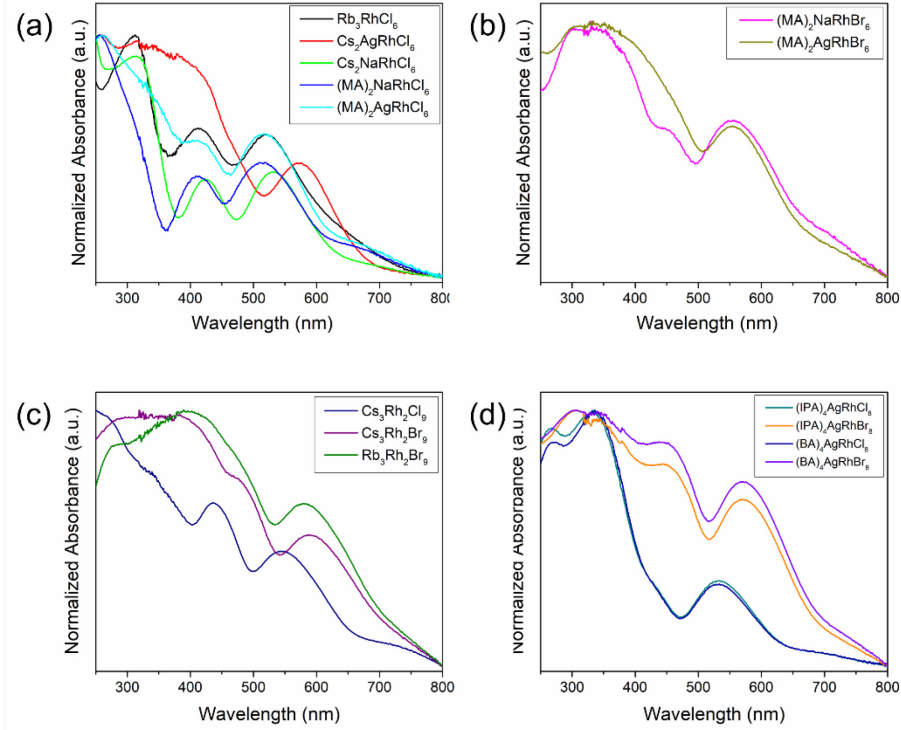 (a)
Normalized Absorbance (a.u.)
Rb₃RhCl₆
Cs₂AgRhCl₆
Cs₂NaRhCl₆
(MA)₂NaRhCl₆
(MA)₂AgRhCl₆
300 400 500 600 700 800
Wavelength (nm)
(b)
Normalized Absorbance (a.u.)
(MA)₂NaRhBr₆
(MA)₂AgRhBr₆
300 400 500 600 700 800
Wavelength (nm)
(c)
Normalized Absorbance (a.u.)
Cs₃Rh₂Cl₉
Cs₃Rh₂Br₉
Rb₃Rh₂Br₉
300 400 500 600 700 800
Wavelength (nm)
(d)
Normalized Absorbance (a.u.)
(IPA)₄AgRhCl₈
(IPA)₄AgRhBr₈
(BA)₄AgRhCl₈
(BA)₄AgRhBr₈
300 400 500 600 700 800
Wavelength (nm)